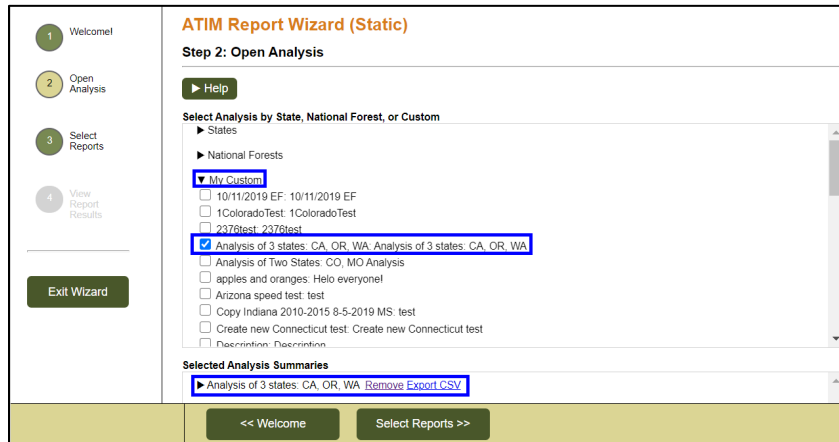 1 Welcome!
2 Open Analysis
3 Select Reports
4 View Report Results
Exit Wizard
ATIM Report Wizard (Static)
Step 2: Open Analysis
▶ Help
Select Analysis by State, National Forest, or Custom
▶ States
▶ National Forests
▼ My Custom
10/11/2019 EF: 10/11/2019 EF
1ColoradoTest: 1ColoradoTest
2376test: 2376test
Analysis of 3 states: CA, OR, WA: Analysis of 3 states: CA, OR, WA
Analysis of Two States: CO, MO Analysis
apples and oranges: Helo everyone!
Arizona speed test: test
Copy Indiana 2010-2015 8-5-2019 MS: test
Create new Connecticut test: Create new Connecticut test
Description: Description
Selected Analysis Summaries
▶ Analysis of 3 states: CA, OR, WA Remove Export CSV
<< Welcome
Select Reports >>